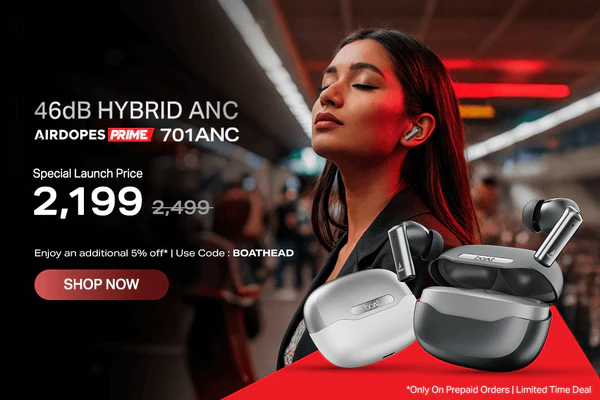 46dB HYBRID ANC
AIRDOPES PRIME 701ANC
Special Launch Price
2,199 2,499
Enjoy an additional 5% off* | Use Code : BOATHEAD
SHOP NOW
boAt
boAt
*Only On Prepaid Orders | Limited Time Deal